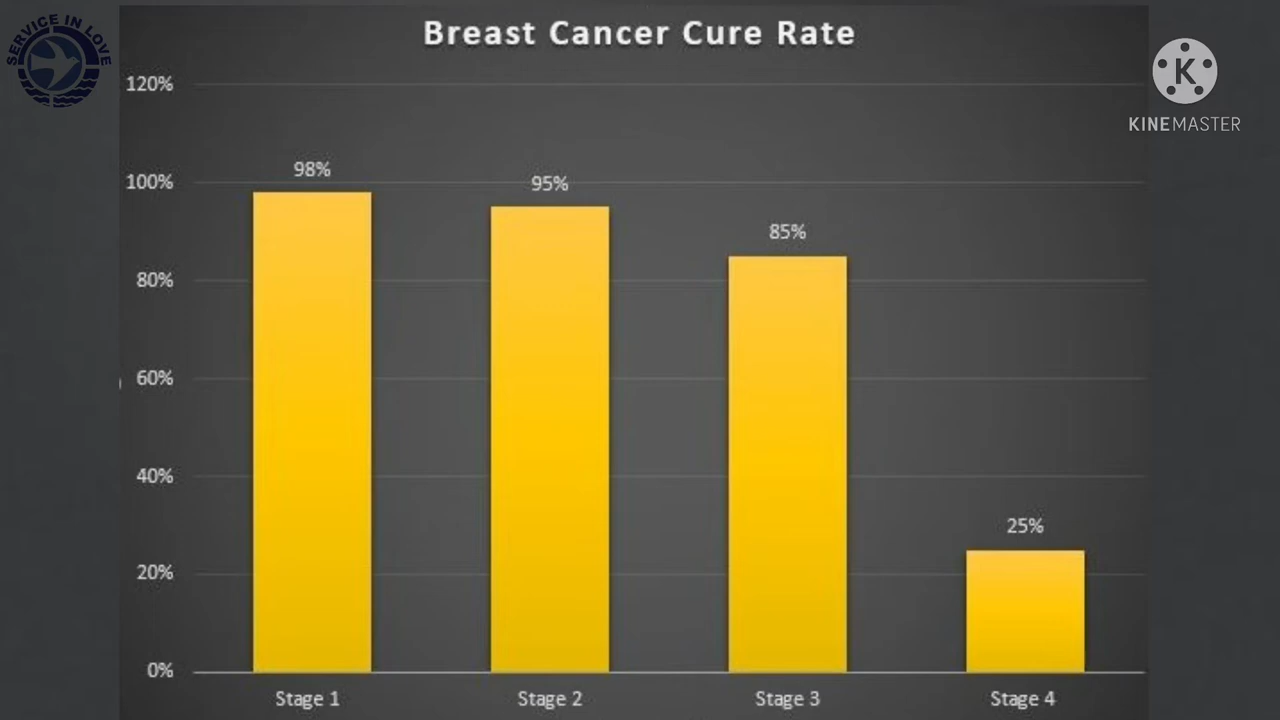 SERVICE IN LOVE
Breast Cancer Cure Rate
K
KINEMASTER
120%
100%
80%
60%
40%
20%
0%
98%
95%
85%
25%
Stage 1
Stage 2
Stage 3
Stage 4